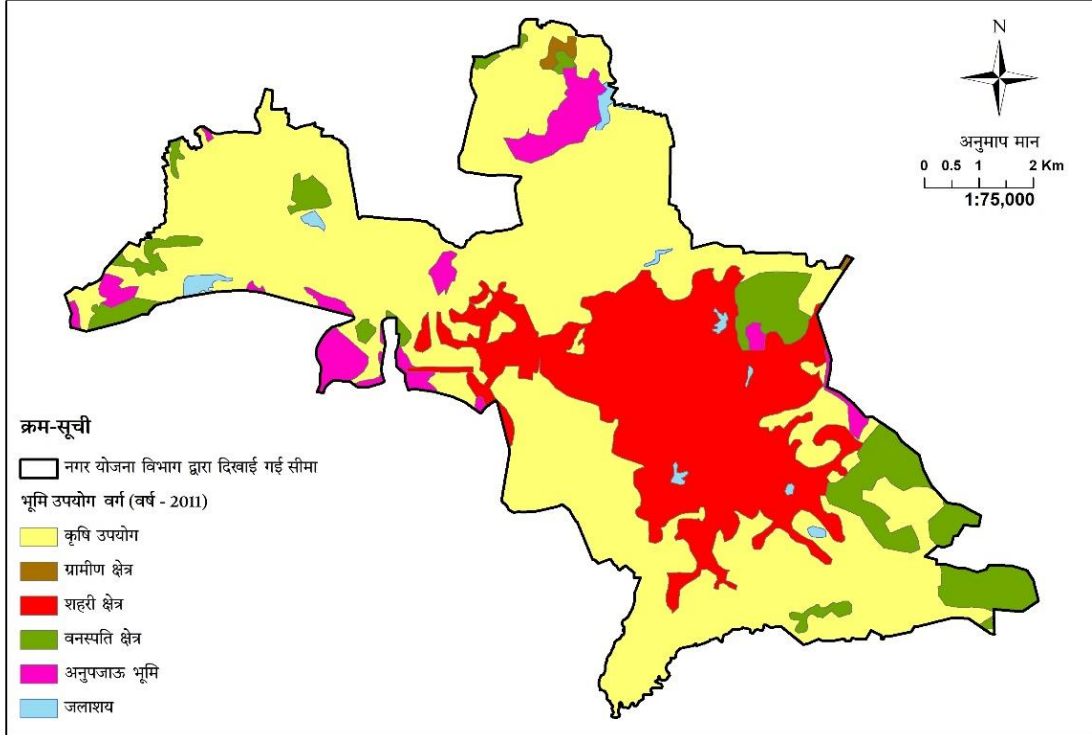 N
अनुमाप मान
0 0.5 1 2 Km
1:75,000
क्रम-सूची
नगर योजना विभाग द्वारा दिखाई गई सीमा
भूमि उपयोग वर्ग (वर्ष - 2011)
कृषि उपयोग
ग्रामीण क्षेत्र
शहरी क्षेत्र
वनस्पति क्षेत्र
अनुपजाऊ भूमि
जलाशय